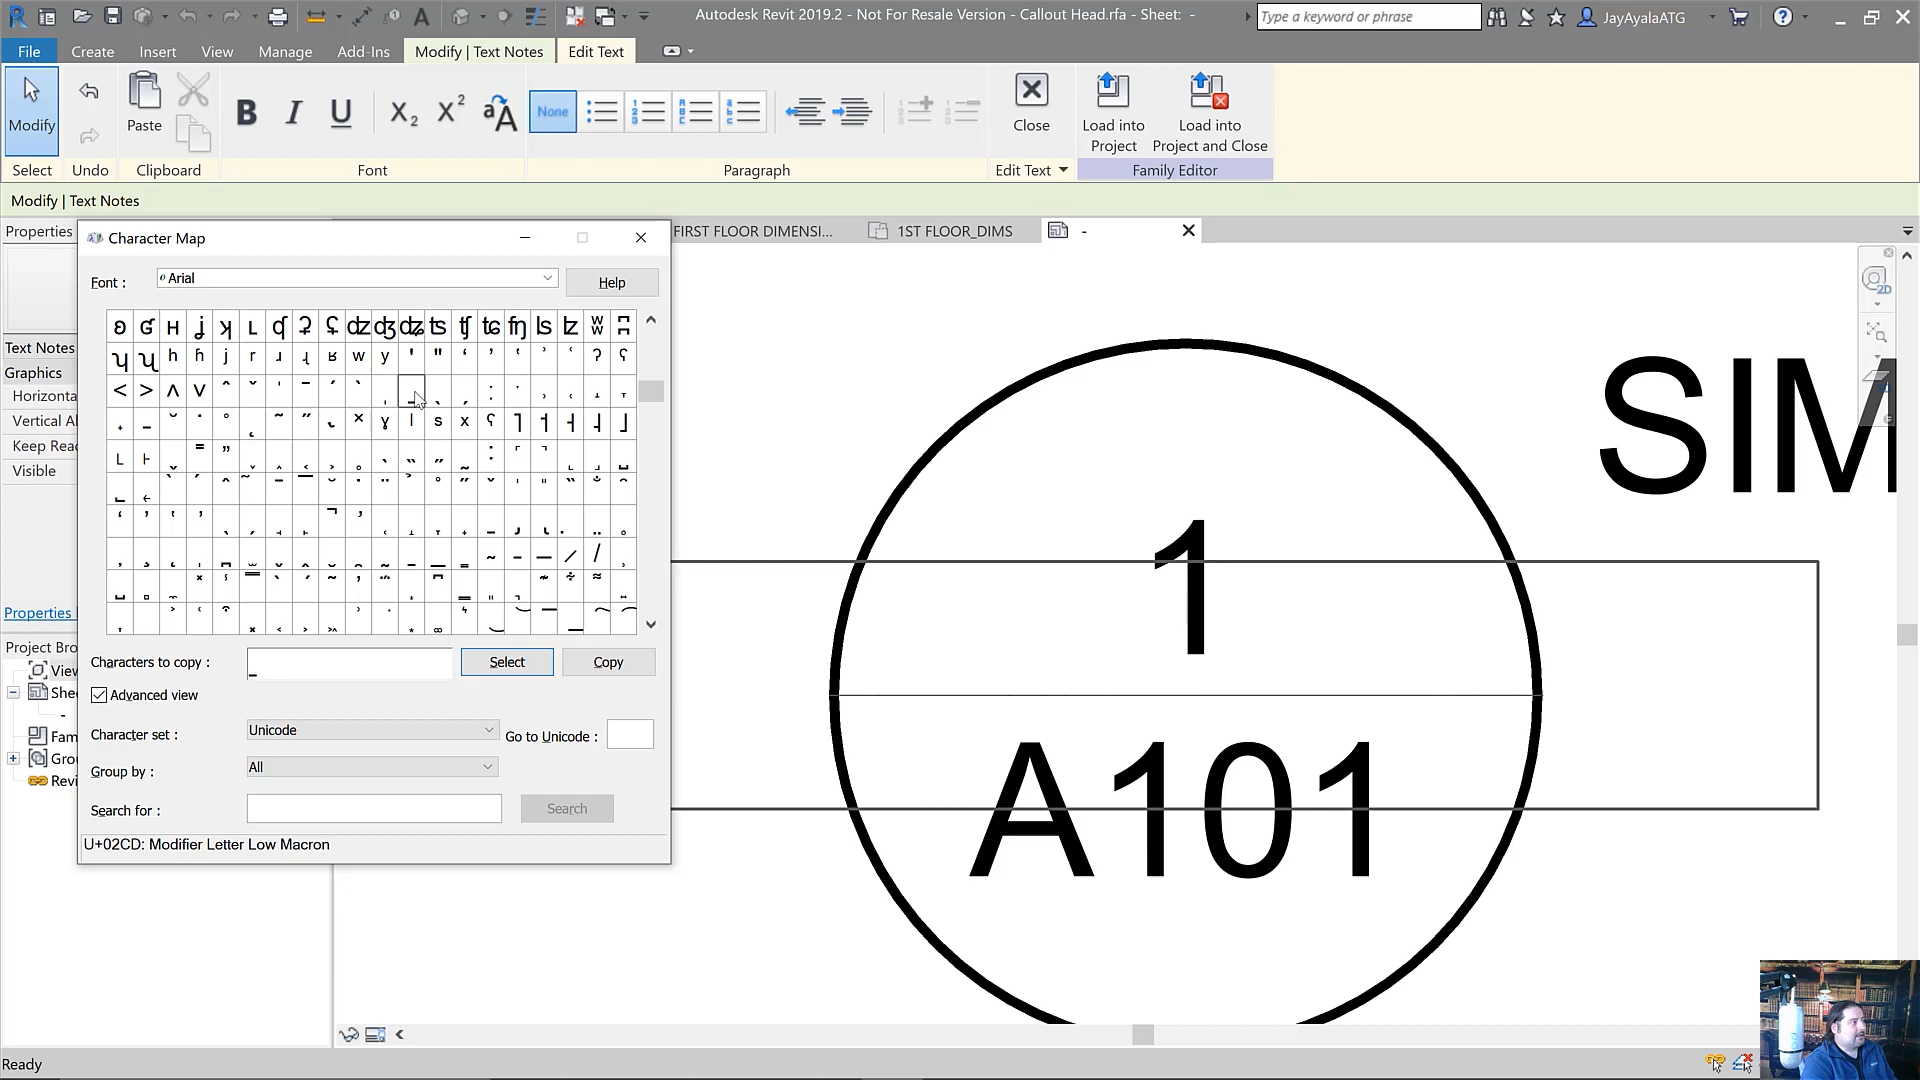 Autodesk Revit 2019.2 - Not For Resale Version - Callout Head.rfa - Sheet: -
Type a keyword or phrase
JayAyalaATG
File Create Insert View Manage Add-Ins Modify | Text Notes Edit Text
Modify
Paste
None
Close
Load into Project
Load into Project and Close
Select Undo Clipboard Font Paragraph Edit Text Family Editor
Modify | Text Notes
Properties
Character Map
FIRST FLOOR DIMENSI...
1ST FLOOR_DIMS
-
Font :
Arial
Help
Text Notes
Graphics
Horizonta
Vertical Al
Keep Reac
Visible
Properties
Project Bro
View
She
-
Fam
Grou
Revi
Characters to copy :
_
Select
Copy
Advanced view
Character set :
Unicode
Go to Unicode :
Group by :
All
Search for :
Search
U+02CD: Modifier Letter Low Macron
SIM
1
A101
Ready